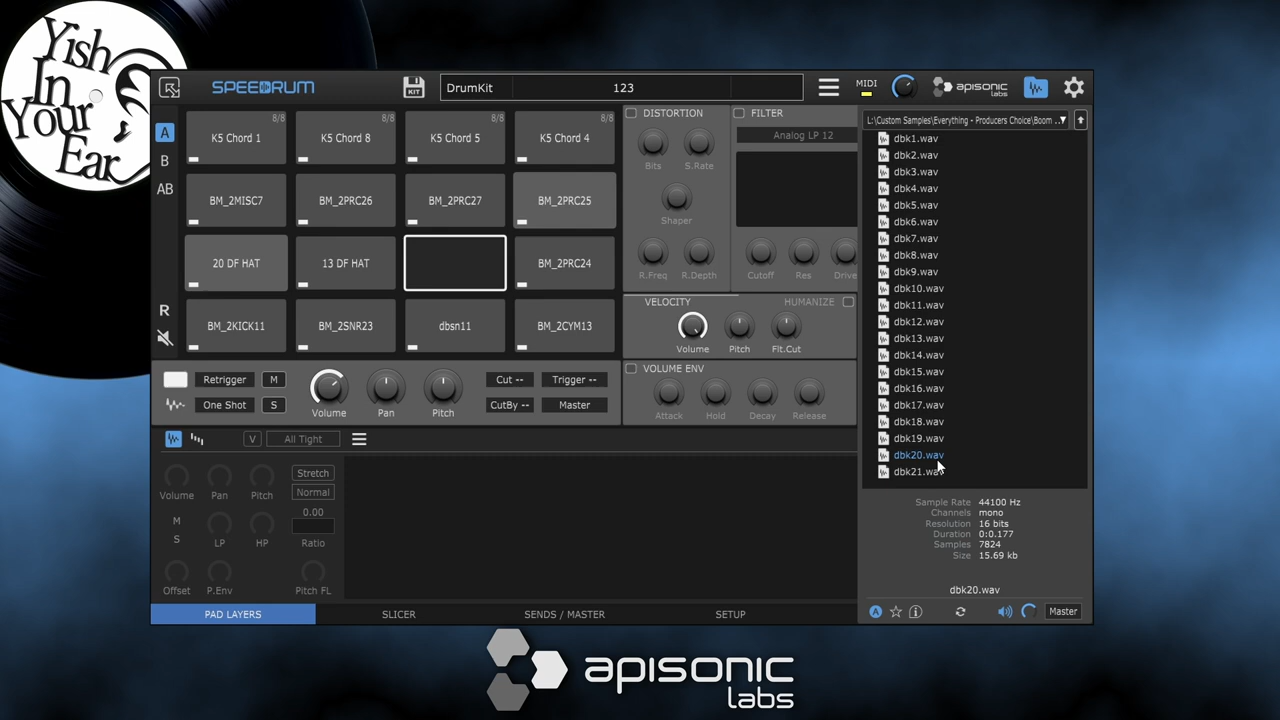 Yish
In
Your
Ear
SPEEDRUM
KIT
DrumKit
123
MIDI
apisonic
labs
A
B
AB
R
8/8
K5 Chord 1
8/8
K5 Chord 8
8/8
K5 Chord 5
8/8
K5 Chord 4
BM_2MISC7
BM_2PRC26
BM_2PRC27
BM_2PRC25
20 DF HAT
13 DF HAT
BM_2PRC24
BM_2KICK11
BM_2SNR23
dbsn11
BM_2CYM13
DISTORTION
Bits
S.Rate
Shaper
R.Freq
R.Depth
FILTER
Analog LP 12
Cutoff
Res
Drive
VELOCITY
HUMANIZE
Volume
Pitch
Flt.Cut
Retrigger
M
One Shot
S
Volume
Pan
Pitch
Cut --
Trigger --
CutBy --
Master
VOLUME ENV
Attack
Hold
Decay
Release
V
All Tight
Volume
Pan
Pitch
Stretch
Normal
M
S
LP
HP
0.00
Ratio
Offset
P.Env
Pitch FL
PAD LAYERS
SLICER
SENDS / MASTER
SETUP
L:\Custom Samples\Everything - Producers Choice\Boom ..
dbk1.wav
dbk2.wav
dbk3.wav
dbk4.wav
dbk5.wav
dbk6.wav
dbk7.wav
dbk8.wav
dbk9.wav
dbk10.wav
dbk11.wav
dbk12.wav
dbk13.wav
dbk14.wav
dbk15.wav
dbk16.wav
dbk17.wav
dbk18.wav
dbk19.wav
dbk20.wav
dbk21.wav
Sample Rate 44100 Hz
Channels mono
Resolution 16 bits
Duration 0:0.177
Samples 7824
Size 15.69 kb
dbk20.wav
A
Master
apisonic
labs